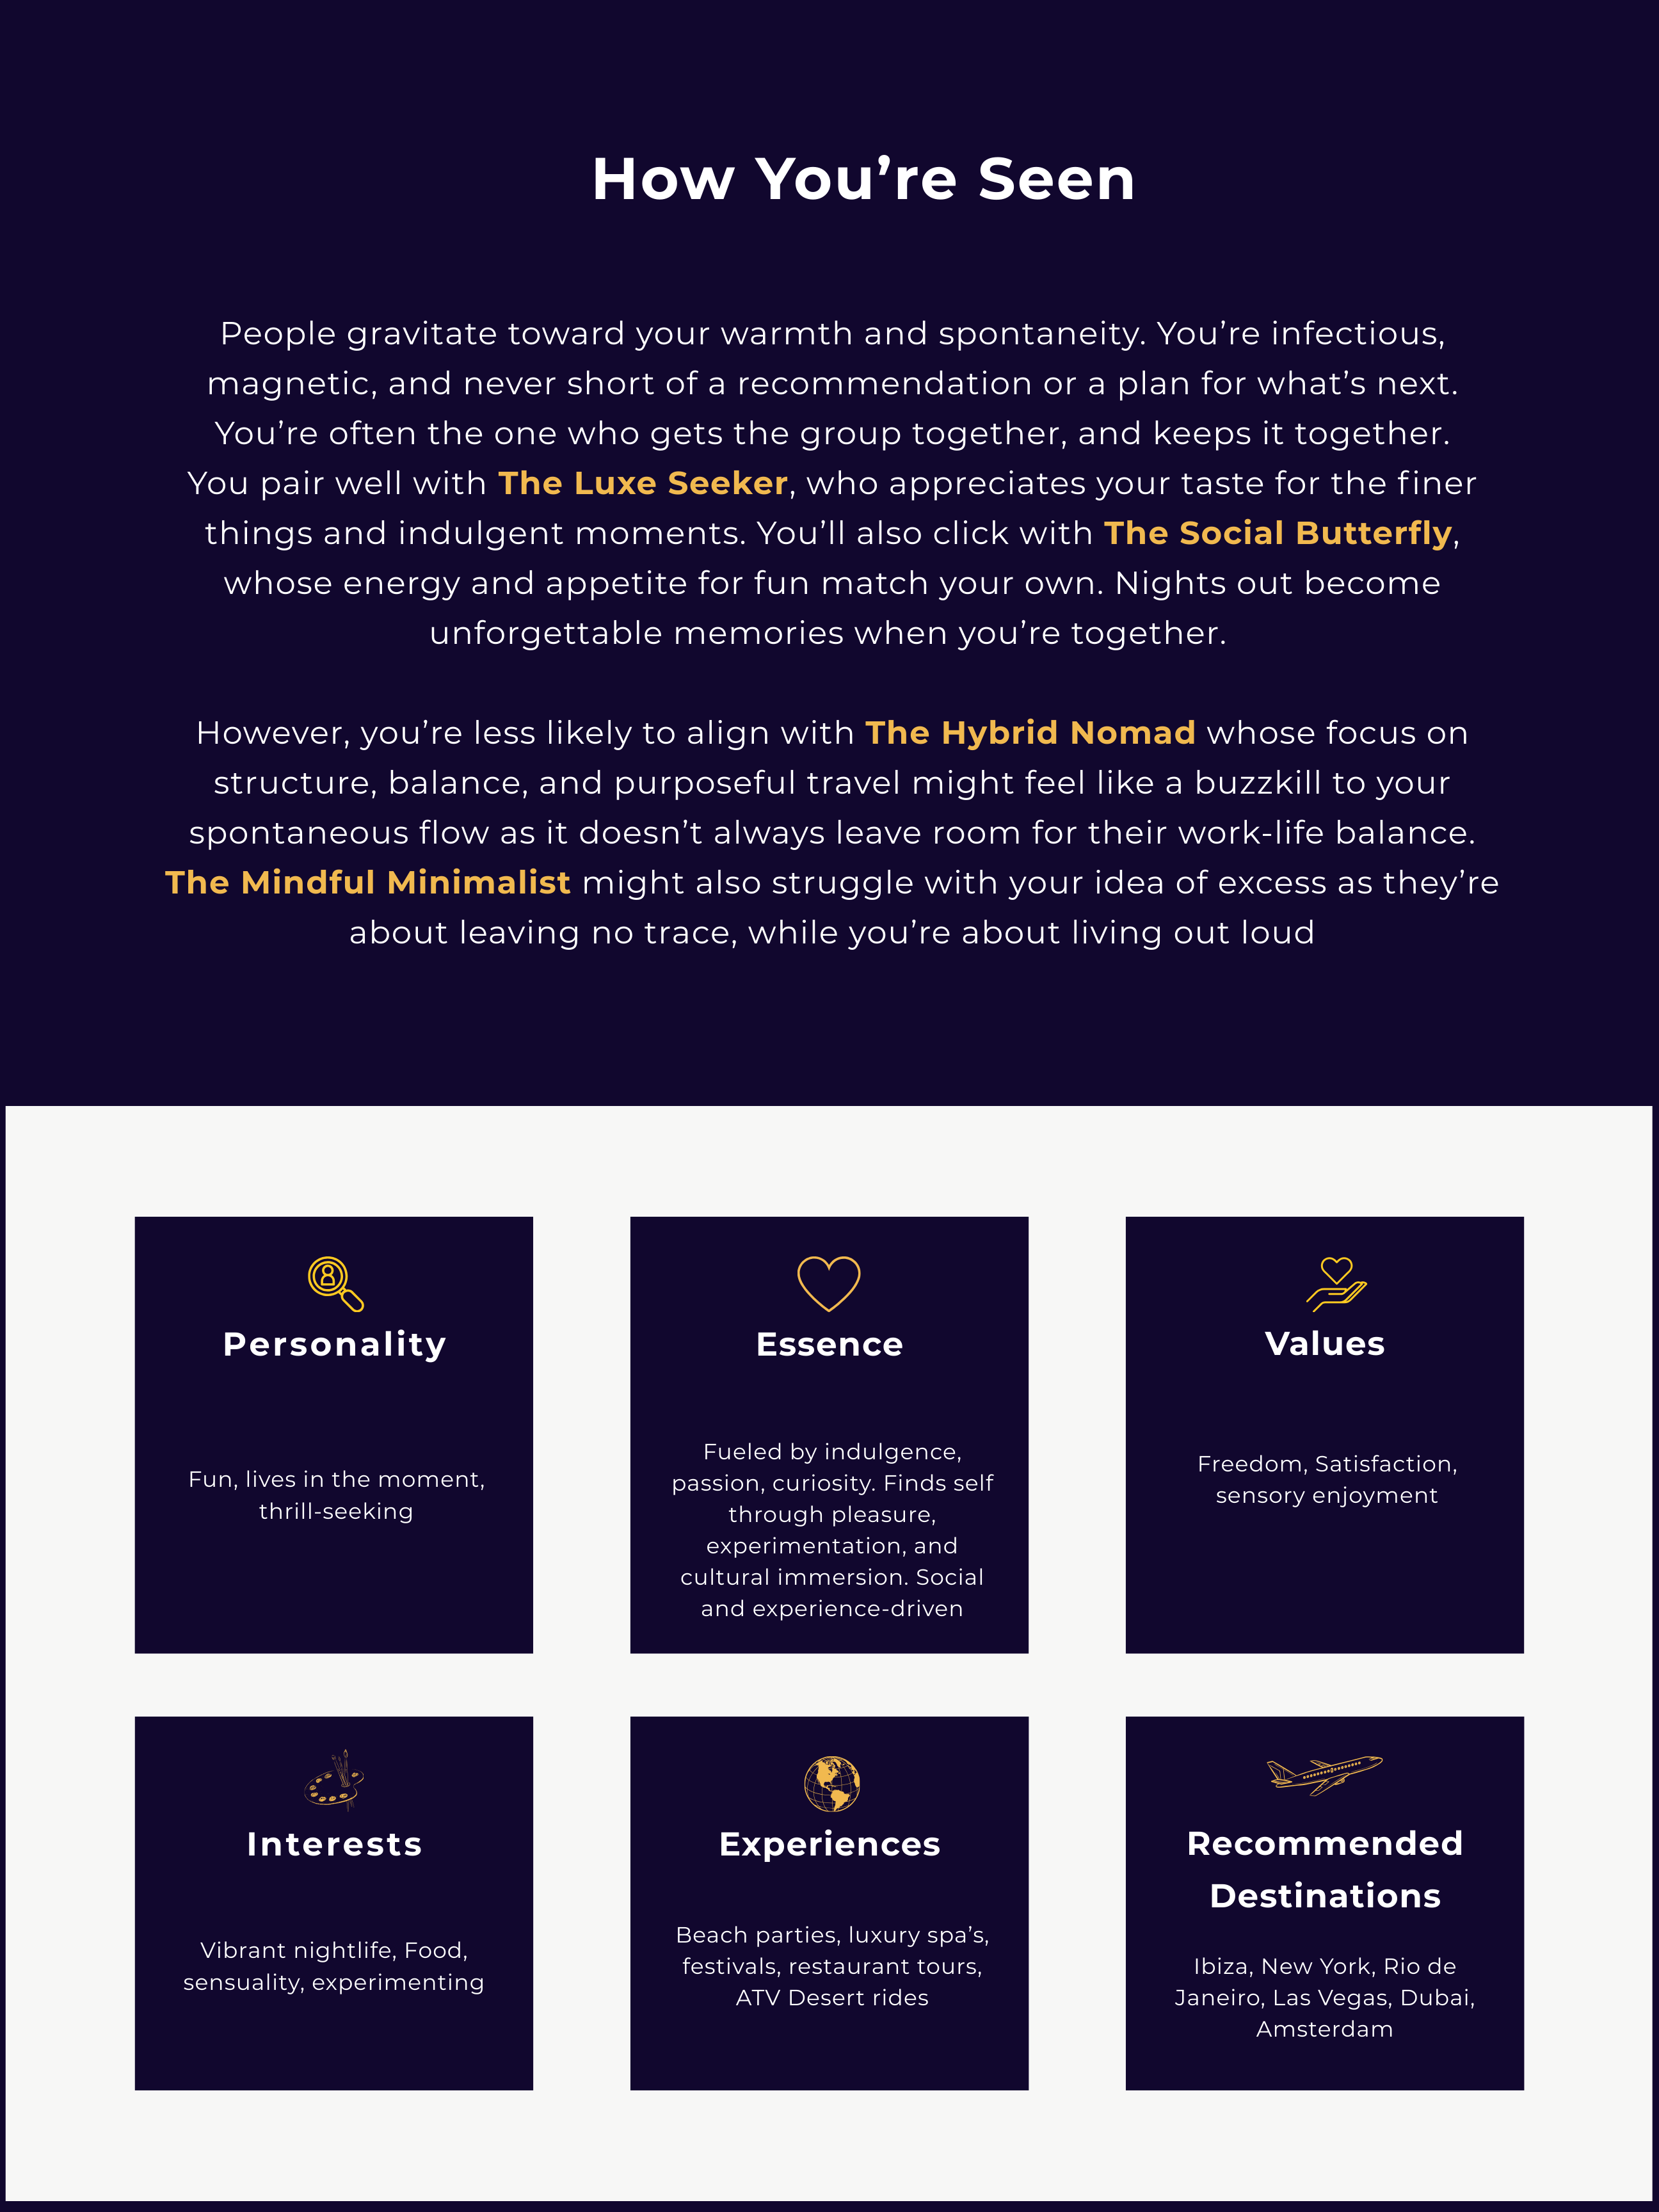 How You’re Seen
People gravitate toward your warmth and spontaneity. You’re infectious,
magnetic, and never short of a recommendation or a plan for what’s next.
You’re often the one who gets the group together, and keeps it together.
You pair well with The Luxe Seeker, who appreciates your taste for the finer
things and indulgent moments. You’ll also click with The Social Butterfly,
whose energy and appetite for fun match your own. Nights out become
unforgettable memories when you’re together.
However, you’re less likely to align with The Hybrid Nomad whose focus on
structure, balance, and purposeful travel might feel like a buzzkill to your
spontaneous flow as it doesn’t always leave room for their work-life balance.
The Mindful Minimalist might also struggle with your idea of excess as they’re
about leaving no trace, while you’re about living out loud
Personality
Fun, lives in the moment,
thrill-seeking
Essence
Fueled by indulgence,
passion, curiosity. Finds self
through pleasure,
experimentation, and
cultural immersion. Social
and experience-driven
Values
Freedom, Satisfaction,
sensory enjoyment
Interests
Vibrant nightlife, Food,
sensuality, experimenting
Experiences
Beach parties, luxury spa’s,
festivals, restaurant tours,
ATV Desert rides
Recommended
Destinations
Ibiza, New York, Rio de
Janeiro, Las Vegas, Dubai,
Amsterdam